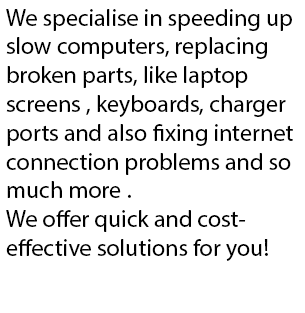 We specialise in speeding up
slow computers, replacing
broken parts, like laptop
screens , keyboards, charger
ports and also fixing internet
connection problems and so
much more .
We offer quick and cost-
effective solutions for you!